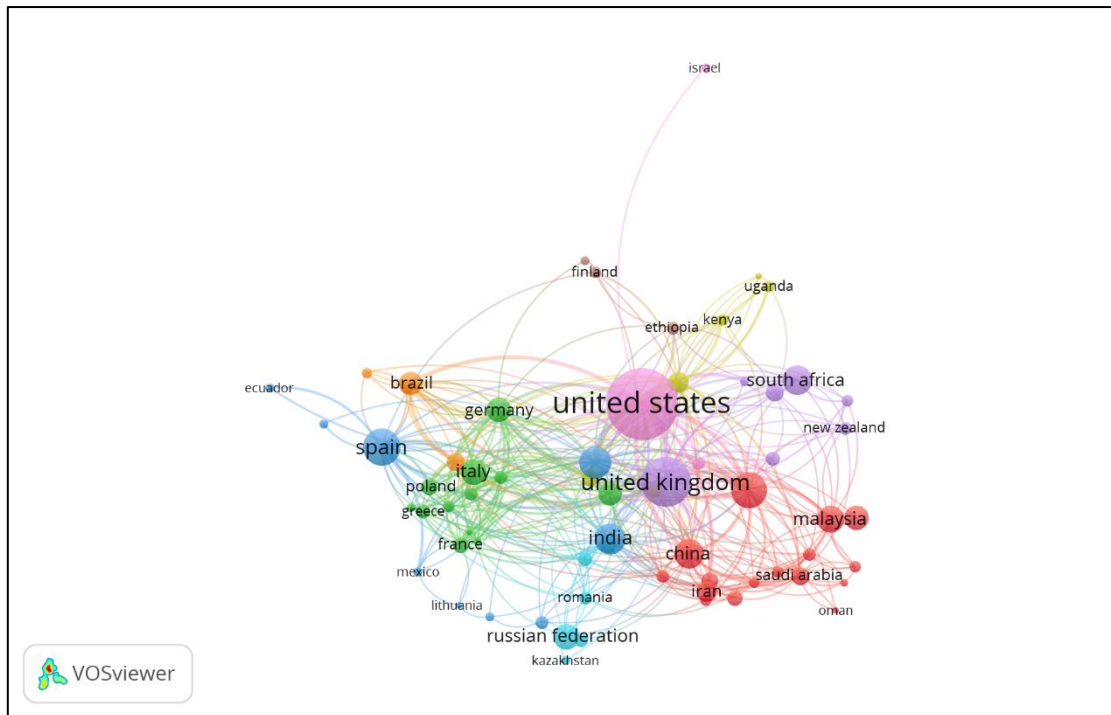 israel
finland
uganda
kenya
ethiopia
brazil
south africa
ecuador
germany
united states
new zealand
spain
italy
united kingdom
poland
greece
malaysia
india
france
china
mexico
saudi arabia
iran
romania
lithuania
oman
russian federation
kazakhstan
VOSviewer